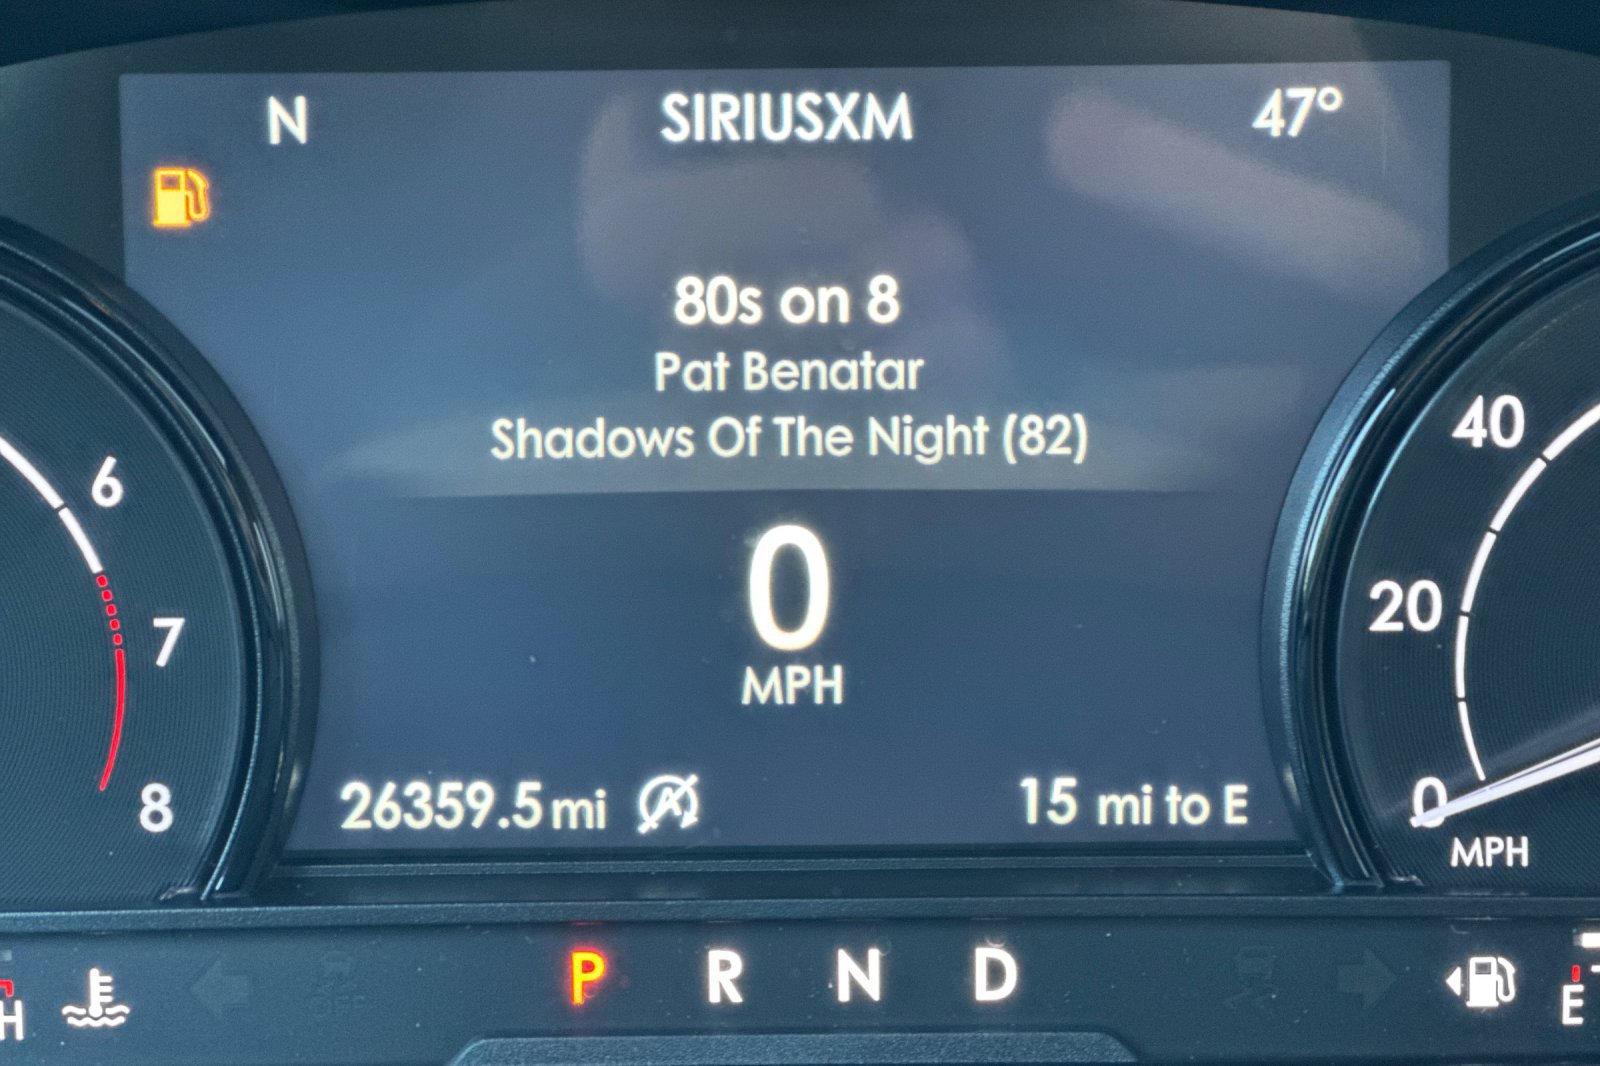 N
SIRIUSXM
47°
80s on 8
Pat Benatar
Shadows Of The Night (82)
0
MPH
26359.5 mi
A
15 mi to E
6
7
8
40
20
0
MPH
H
P R N D
E